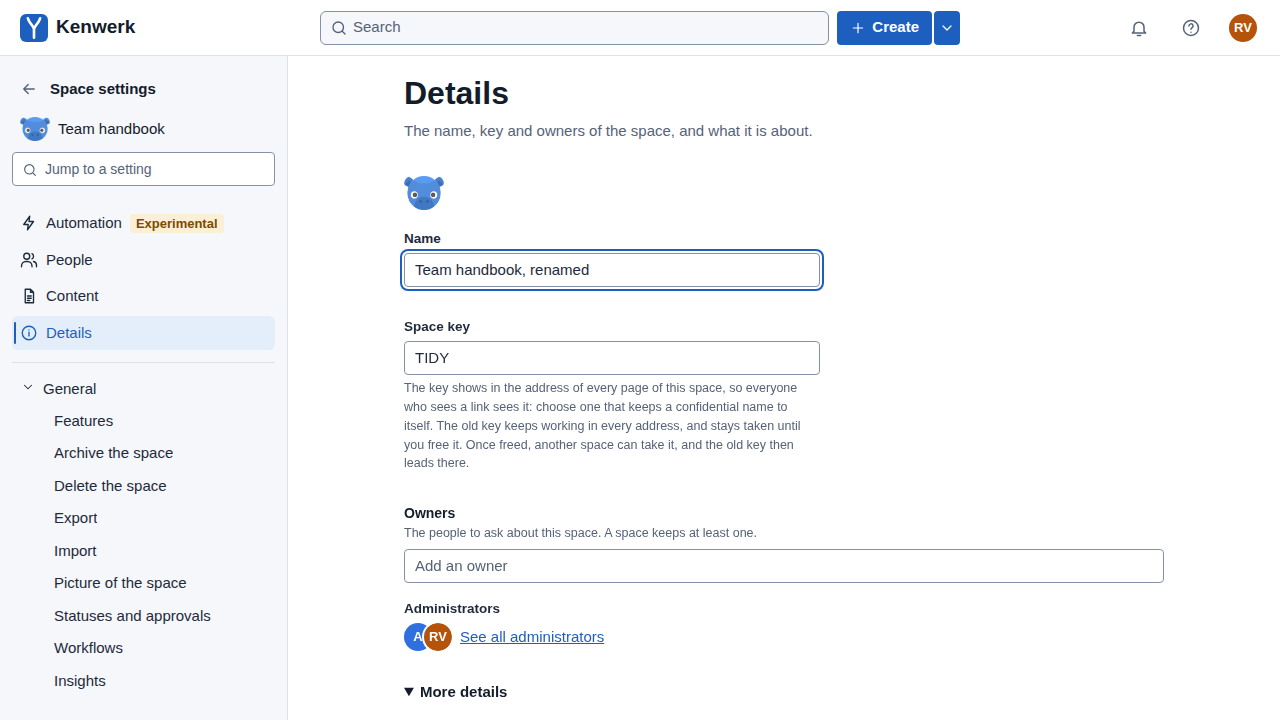 Kenwerk
Search
Create
RV
Space settings
Team handbook
Jump to a setting
Automation Experimental
People
Content
Details
General
Features
Archive the space
Delete the space
Export
Import
Picture of the space
Statuses and approvals
Workflows
Insights
Details
The name, key and owners of the space, and what it is about.
Name
Team handbook, renamed
Space key
TIDY
The key shows in the address of every page of this space, so everyone
who sees a link sees it: choose one that keeps a confidential name to
itself. The old key keeps working in every address, and stays taken until
you free it. Once freed, another space can take it, and the old key then
leads there.
Owners
The people to ask about this space. A space keeps at least one.
Add an owner
Administrators
A RV See all administrators
More details